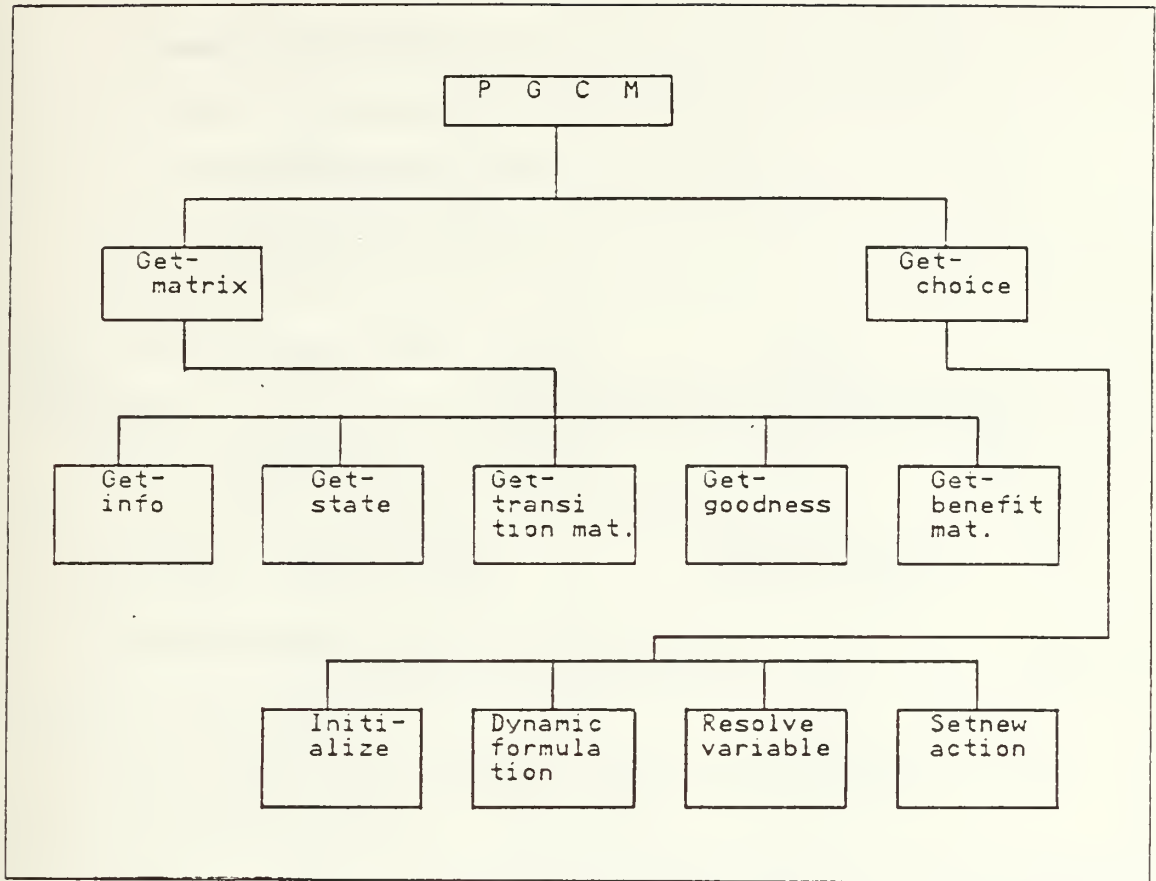 P G C M
Get-
matrix
Get-
choice
Get-
info
Get-
state
Get-
transi
tion mat.
Get-
goodness
Get-
benefit
mat.
Initi-
alize
Dynamic
formula
tion
Resolve
variable
Setnew
action